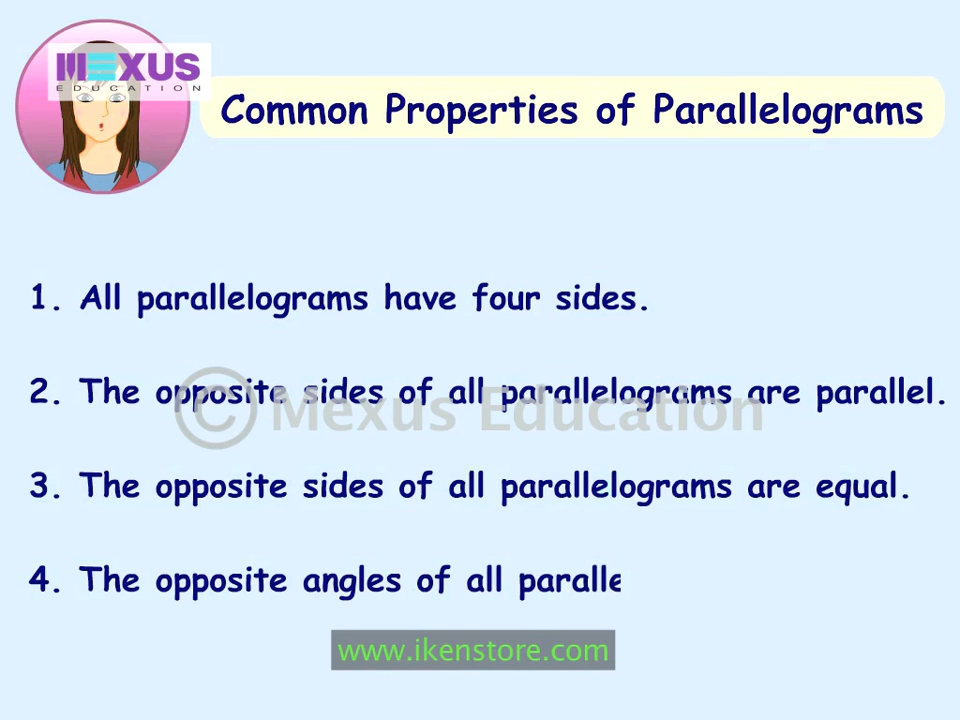 MEXUS
EDUCATION
Common Properties of Parallelograms
1. All parallelograms have four sides.
2. The opposite sides of all parallelograms are parallel.
© Mexus Education
3. The opposite sides of all parallelograms are equal.
4. The opposite angles of all paralle
www.ikenstore.com